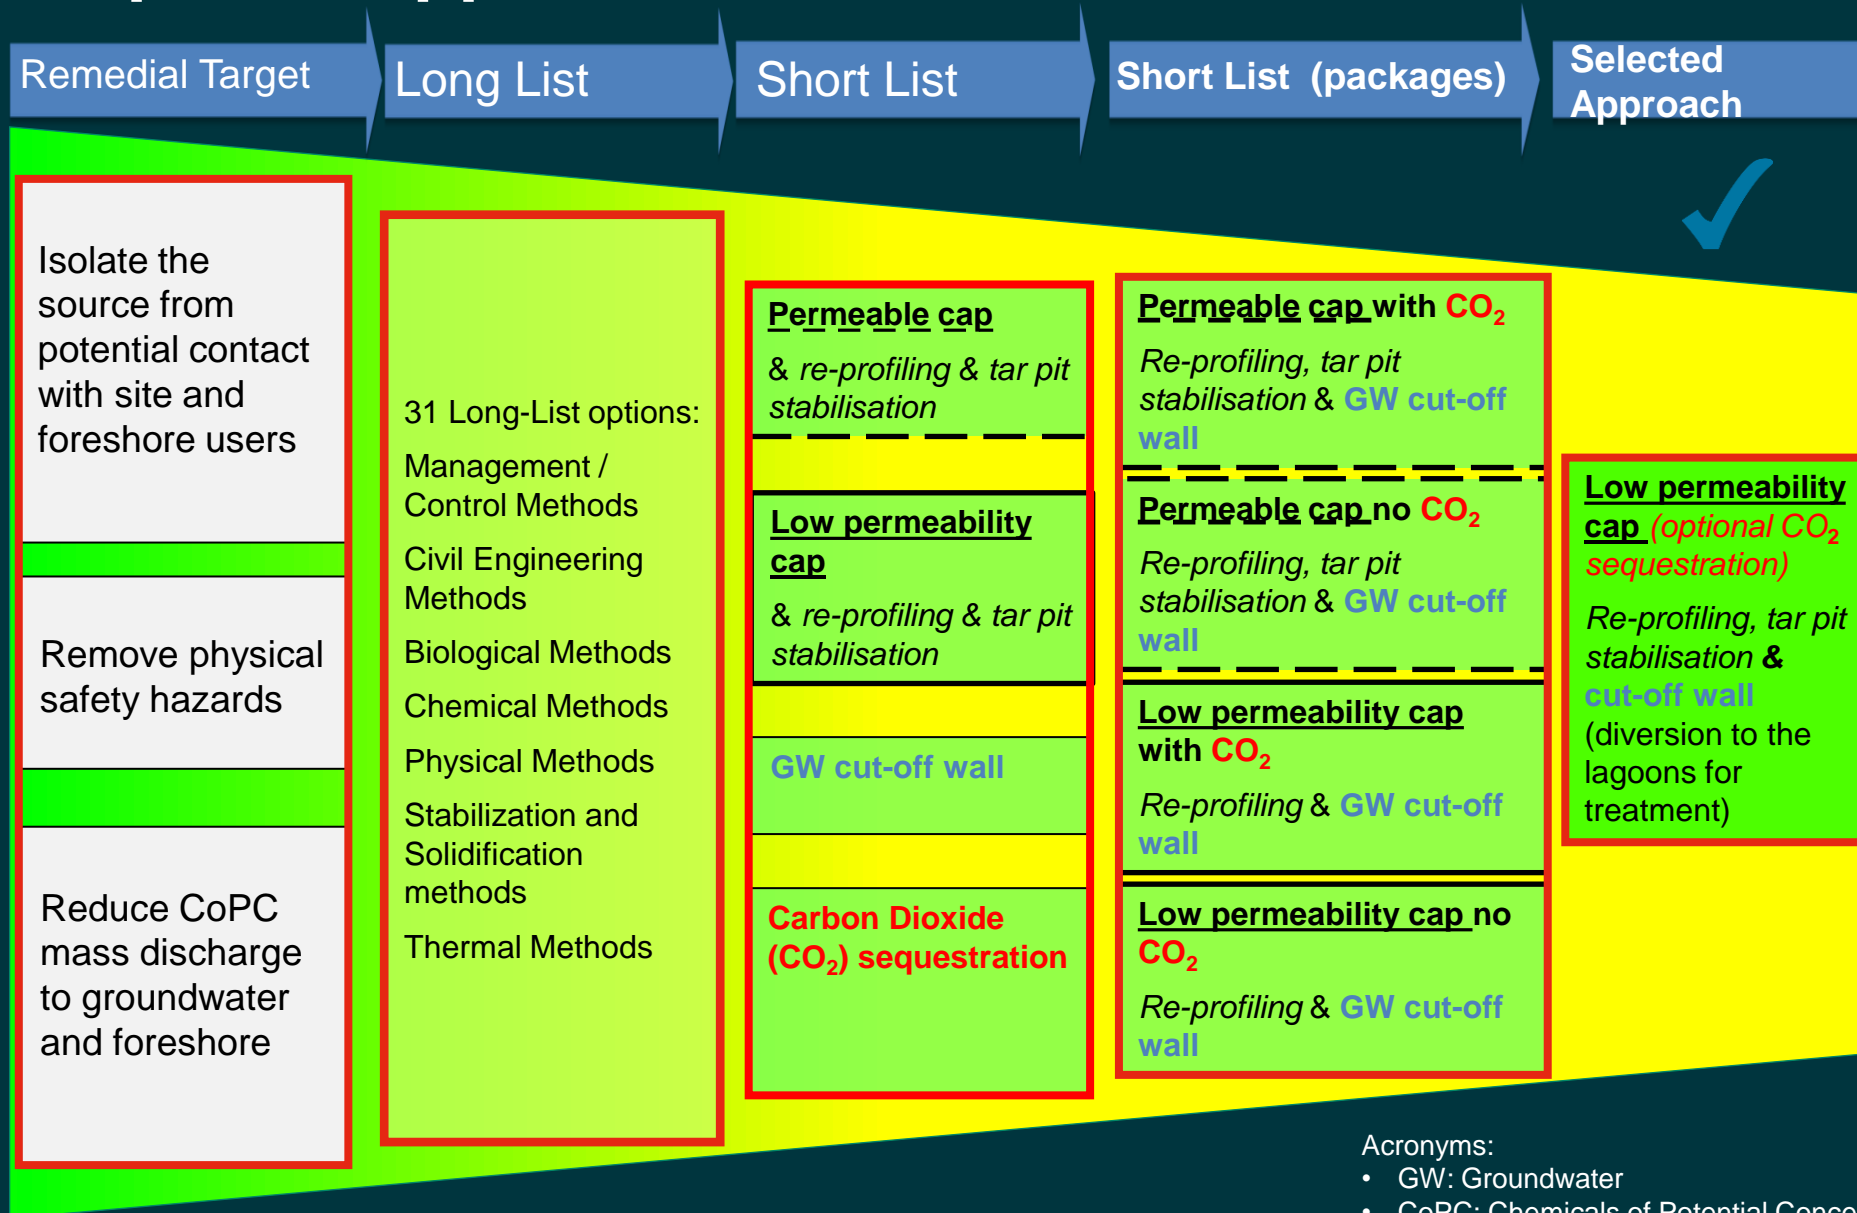 Remedial Target
Long List
Short List
Short List (packages)
Selected
Approach
Isolate the
source from
potential contact
with site and
foreshore users
Remove physical
safety hazards
Reduce CoPC
mass discharge
to groundwater
and foreshore
31 Long-List options:
Management /
Control Methods
Civil Engineering
Methods
Biological Methods
Chemical Methods
Physical Methods
Stabilization and
Solidification
methods
Thermal Methods
Permeable cap
& re-profiling & tar pit
stabilisation
Low permeability
cap
& re-profiling & tar pit
stabilisation
GW cut-off wall
Carbon Dioxide
(CO₂) sequestration
Permeable cap with CO₂
Re-profiling, tar pit
stabilisation & GW cut-off
wall
Permeable cap no CO₂
Re-profiling, tar pit
stabilisation & GW cut-off
wall
Low permeability cap
with CO₂
Re-profiling & GW cut-off
wall
Low permeability cap no
CO₂
Re-profiling & GW cut-off
wall
Low permeability
cap (optional CO₂
sequestration)
Re-profiling, tar pit
stabilisation &
cut-off wall
(diversion to the
lagoons for
treatment)
Acronyms:
• GW: Groundwater
• CoPC: Chemicals of Potential